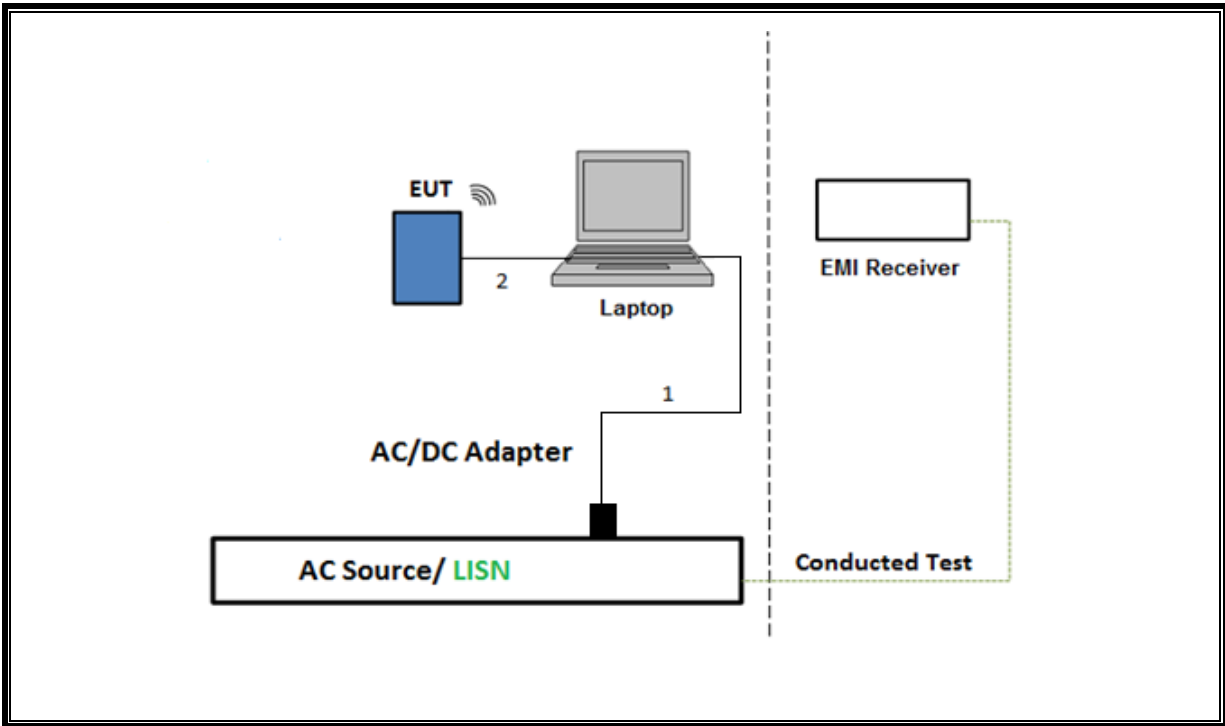 EUT
2
Laptop
EMI Receiver
1
AC/DC Adapter
AC Source/ LISN
Conducted Test